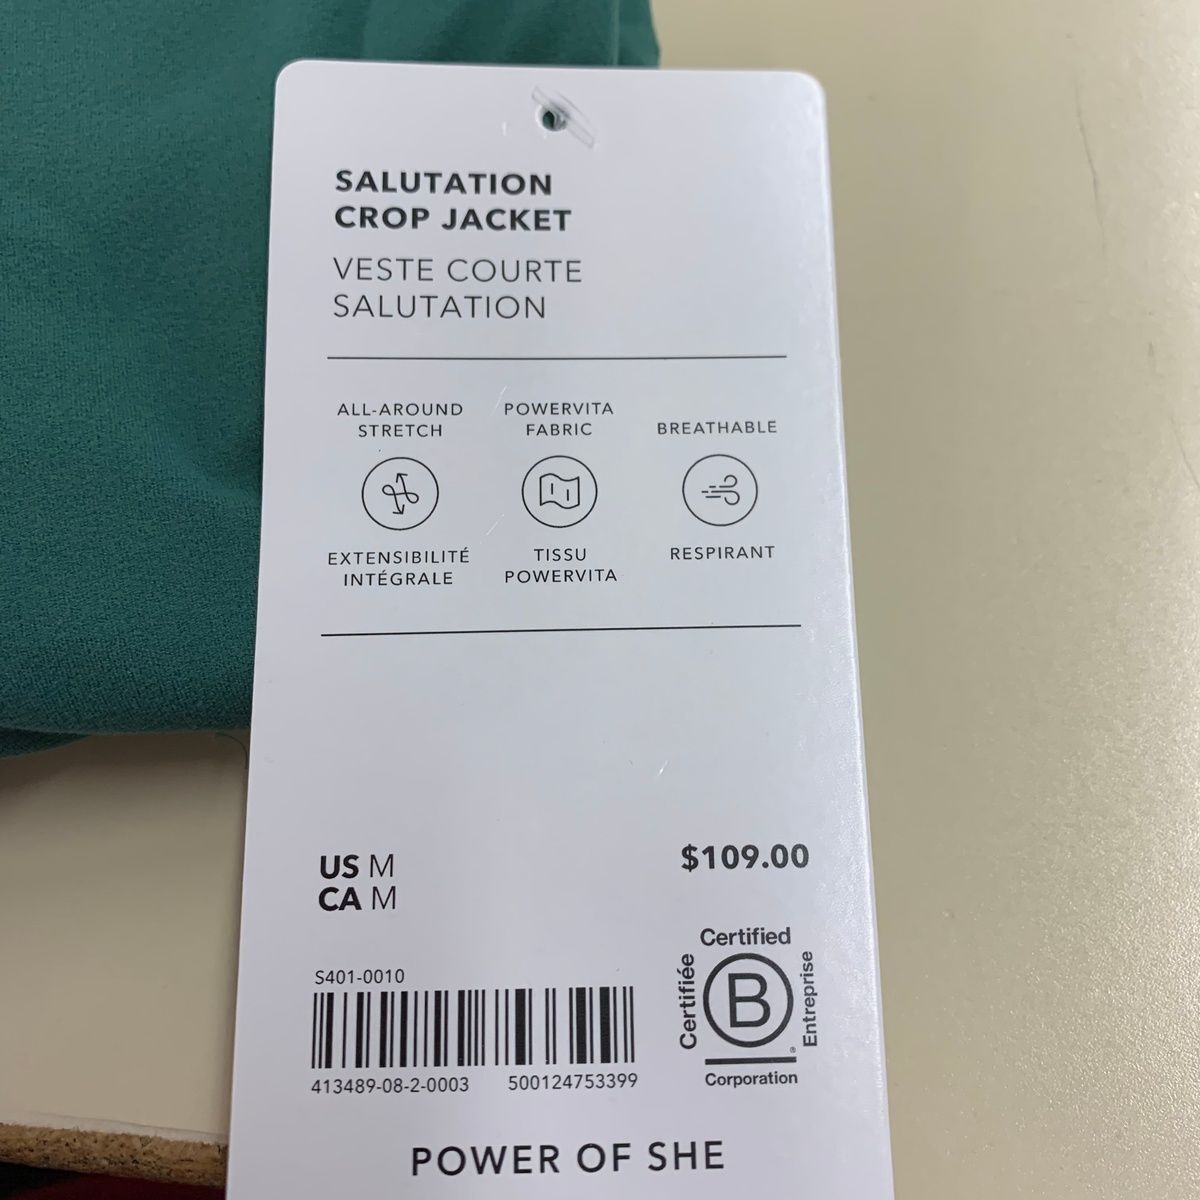 SALUTATION
CROP JACKET
VESTE COURTE
SALUTATION
ALL-AROUND
STRETCH
POWERVITA
FABRIC
BREATHABLE
EXTENSIBILITÉ
INTÉGRALE
TISSU
POWERVITA
RESPIRANT
US M
CA M
$109.00
S401-0010
413489-08-2-0003 500124753399
Certified
Certifiée
B
Entreprise
®
Corporation
POWER OF SHE